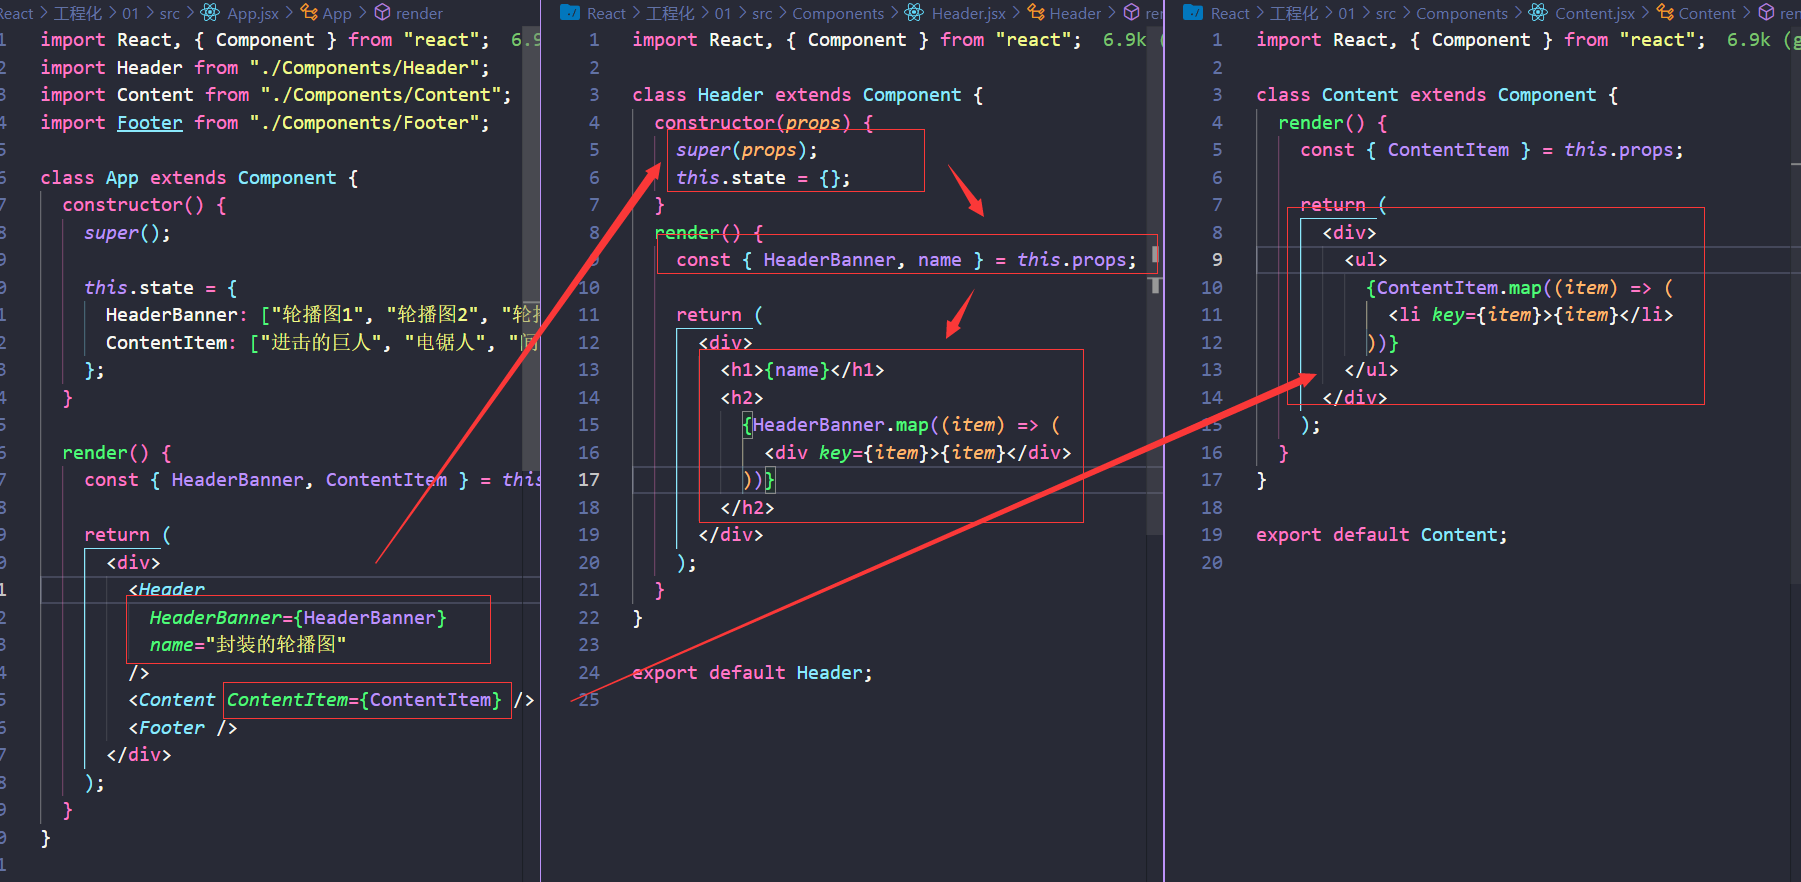 React > 工程化 > 01 > src > App.jsx > App > render
1 import React, { Component } from "react"; 6.9
2 import Header from "./Components/Header";
3 import Content from "./Components/Content";
4 import Footer from "./Components/Footer";
5
6 class App extends Component {
7 constructor() {
8 super();
9
0 this.state = {
1 HeaderBanner: ["轮播图1", "轮播图2", "轮播
2 ContentItem: ["进击的巨人", "电锯人", "间
3 };
4 }
5
6 render() {
7 const { HeaderBanner, ContentItem } = this
8
9 return (
0 <div>
1 <Header
2 HeaderBanner={HeaderBanner}
3 name="封装的轮播图"
4 />
5 <Content ContentItem={ContentItem} />
6 <Footer />
7 </div>
8 );
9 }
0 }
1
React > 工程化 > 01 > src > Components > Header.jsx > Header > ren
1 import React, { Component } from "react"; 6.9k (
2
3 class Header extends Component {
4 constructor(props) {
5 super(props);
6 this.state = {};
7 }
8 render() {
9 const { HeaderBanner, name } = this.props;
10
11 return (
12 <div>
13 <h1>{name}</h1>
14 <h2>
15 {HeaderBanner.map((item) => (
16 <div key={item}>{item}</div>
17 ))}
18 </h2>
19 </div>
20 );
21 }
22 }
23
24 export default Header;
25
React > 工程化 > 01 > src > Components > Content.jsx > Content > ren
1 import React, { Component } from "react"; 6.9k (g
2
3 class Content extends Component {
4 render() {
5 const { ContentItem } = this.props;
6
7 return (
8 <div>
9 <ul>
10 {ContentItem.map((item) => (
11 <li key={item}>{item}</li>
12 ))}
13 </ul>
14 </div>
15 );
16 }
17 }
18
19 export default Content;
20